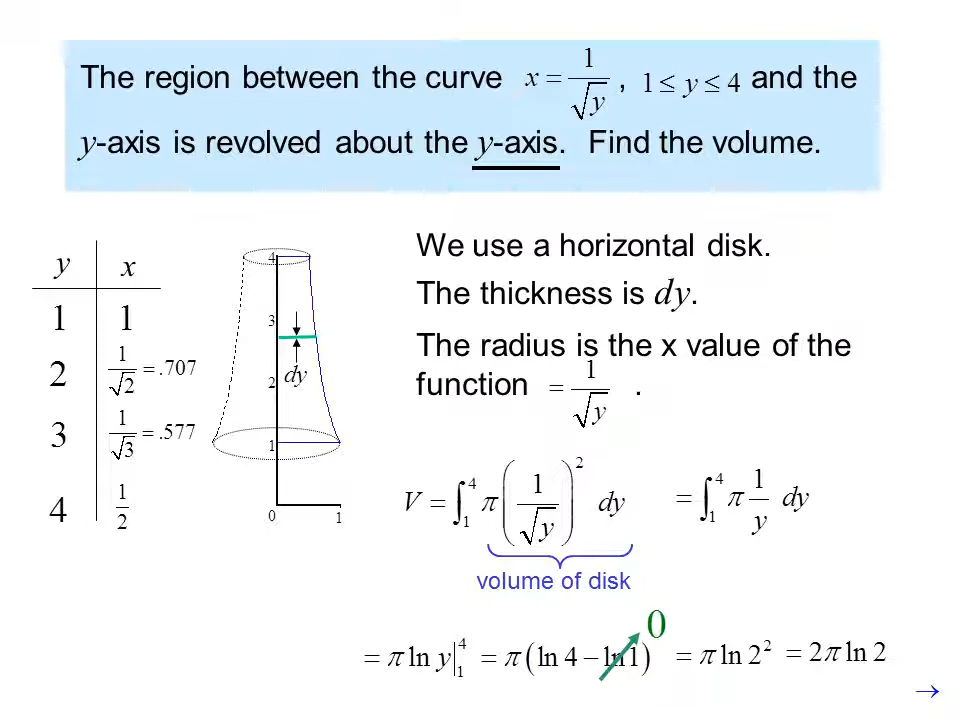 The region between the curve x = 1/√y , 1 ≤ y ≤ 4 and the
y-axis is revolved about the y-axis. Find the volume.
y x
1 1
2 1/√2 = .707
3 1/√3 = .577
4 1/2
4
3
dy
2
1
0 1
We use a horizontal disk.
The thickness is dy.
The radius is the x value of the
function = 1/√y .
V = ∫₁⁴ π (1/√y)² dy = ∫₁⁴ π 1/y dy
volume of disk
0
= π ln y|₁⁴ = π (ln 4 − ln 1) = π ln 2² = 2π ln 2
→